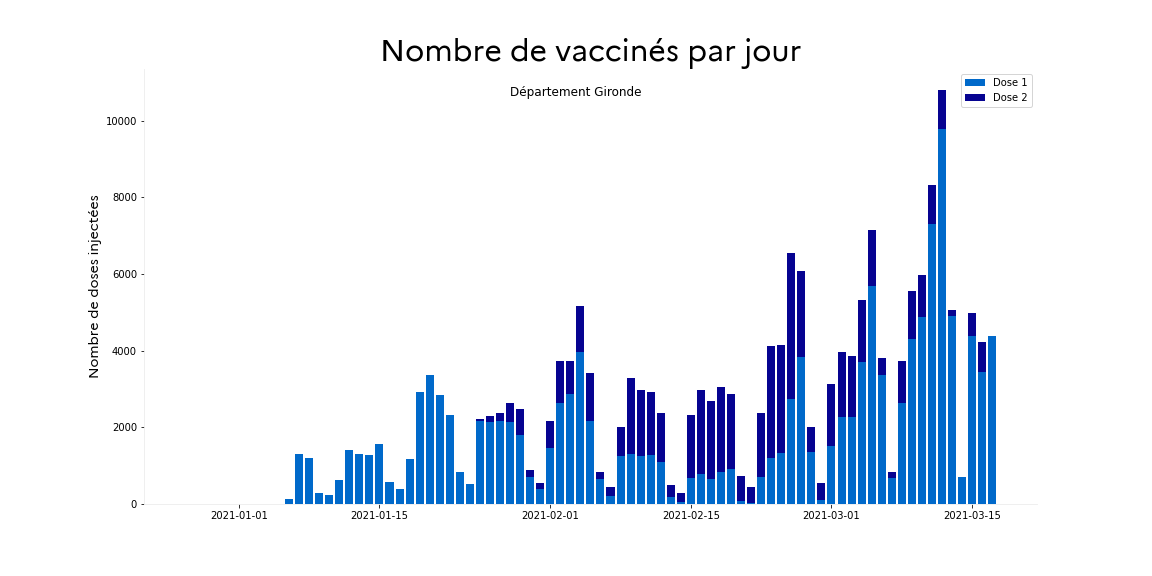 Nombre de vaccinés par jour
Département Gironde
Dose 1
Dose 2
Nombre de doses injectées
10000
8000
6000
4000
2000
0
2021-01-01
2021-01-15
2021-02-01
2021-02-15
2021-03-01
2021-03-15